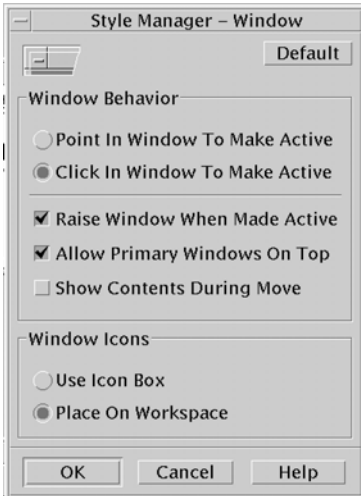 Style Manager – Window
Default
Window Behavior
Point In Window To Make Active
Click In Window To Make Active
Raise Window When Made Active
Allow Primary Windows On Top
Show Contents During Move
Window Icons
Use Icon Box
Place On Workspace
OK Cancel Help